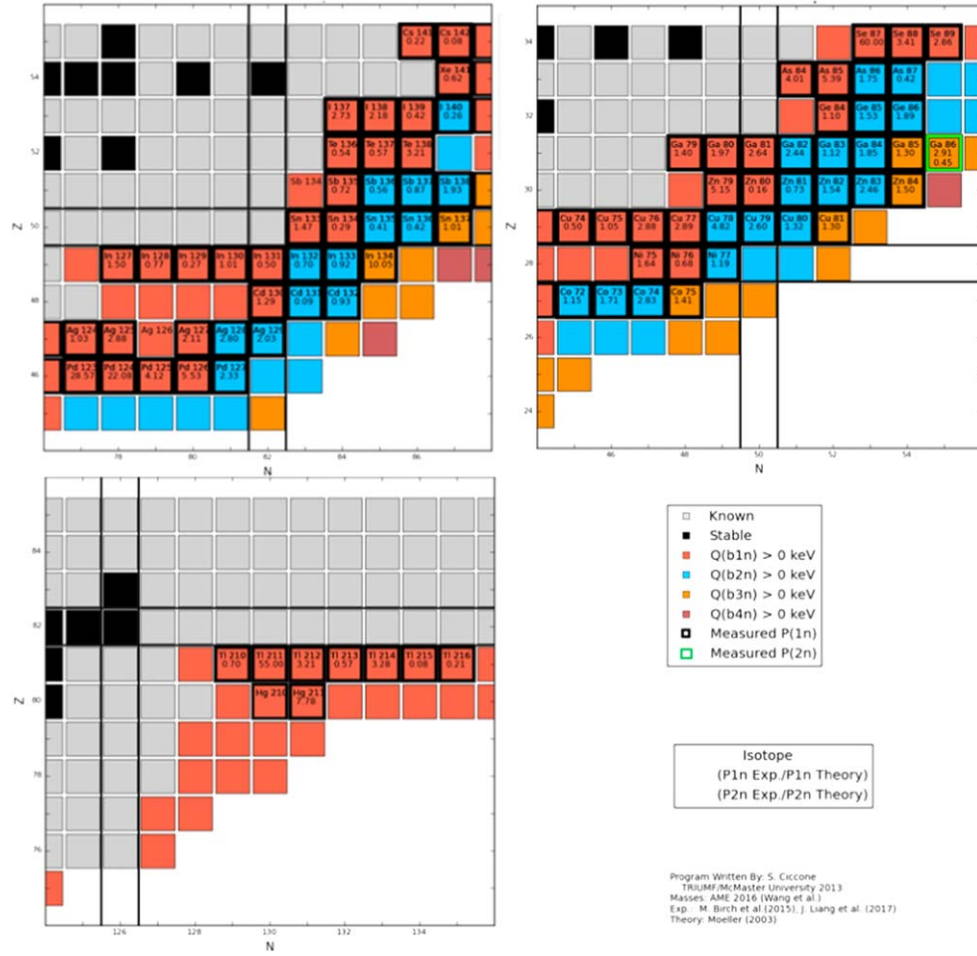 Cs 141 Cs 142
0.22 0.08
54
Xe 141
0.62
I 137 I 138 I 139 I 140
2.73 2.18 0.42 0.26
52
Te 136 Te 137 Te 138
0.54 0.57 3.21
Sb 134 Sb 135 Sb 136 Sb 137 Sb 138
0.72 0.56 0.87 1.93
Z
50
Sn 133 Sn 134 Sn 135 Sn 136 Sn 137
1.47 0.29 0.41 0.42 1.01
In 127 In 128 In 129 In 130 In 131 In 132 In 133 In 134
1.50 0.77 0.27 1.01 0.50 0.70 0.92 10.05
48
Cd 130 Cd 131 Cd 132
1.29 0.09 0.93
Ag 124 Ag 125 Ag 126 Ag 127 Ag 128 Ag 129
1.03 2.88 2.11 2.80 2.03
46
Pd 123 Pd 124 Pd 125 Pd 126 Pd 127
28.57 22.08 4.12 5.53 2.33
78 80 82 84 86
N
34
Se 87 Se 88 Se 89
60.00 3.41 2.86
As 84 As 85 As 86 As 87
4.01 5.39 1.75 0.42
32
Ge 84 Ge 85 Ge 86
1.10 1.53 1.89
Ga 79 Ga 80 Ga 81 Ga 82 Ga 83 Ga 84 Ga 85 Ga 86
1.40 1.97 2.64 2.44 1.12 1.85 1.30 2.91
0.45
30
Zn 79 Zn 80 Zn 81 Zn 82 Zn 83 Zn 84
5.15 0.16 0.73 1.54 2.46 1.50
Z
Cu 74 Cu 75 Cu 76 Cu 77 Cu 78 Cu 79 Cu 80 Cu 81
0.50 1.05 2.88 2.89 4.82 2.60 1.32 1.30
28
Ni 75 Ni 76 Ni 77
1.64 0.68 1.19
Co 72 Co 73 Co 74 Co 75
1.15 1.71 2.83 1.41
26
24
46 48 50 52 54
N
84
82
Tl 210 Tl 211 Tl 212 Tl 213 Tl 214 Tl 215 Tl 216
0.70 55.00 3.21 0.57 3.28 0.08 0.21
Z
80
Hg 210 Hg 211
7.78
78
76
126 128 130 132 134
N
Known
Stable
Q(b1n) > 0 keV
Q(b2n) > 0 keV
Q(b3n) > 0 keV
Q(b4n) > 0 keV
Measured P(1n)
Measured P(2n)
Isotope
(P1n Exp./P1n Theory)
(P2n Exp./P2n Theory)
Program Written By: S. Ciccone
TRIUMF/McMaster University 2013
Masses: AME 2016 (Wang et al.)
Exp.: M. Birch et al.(2015), J. Liang et al. (2017)
Theory: Moeller (2003)